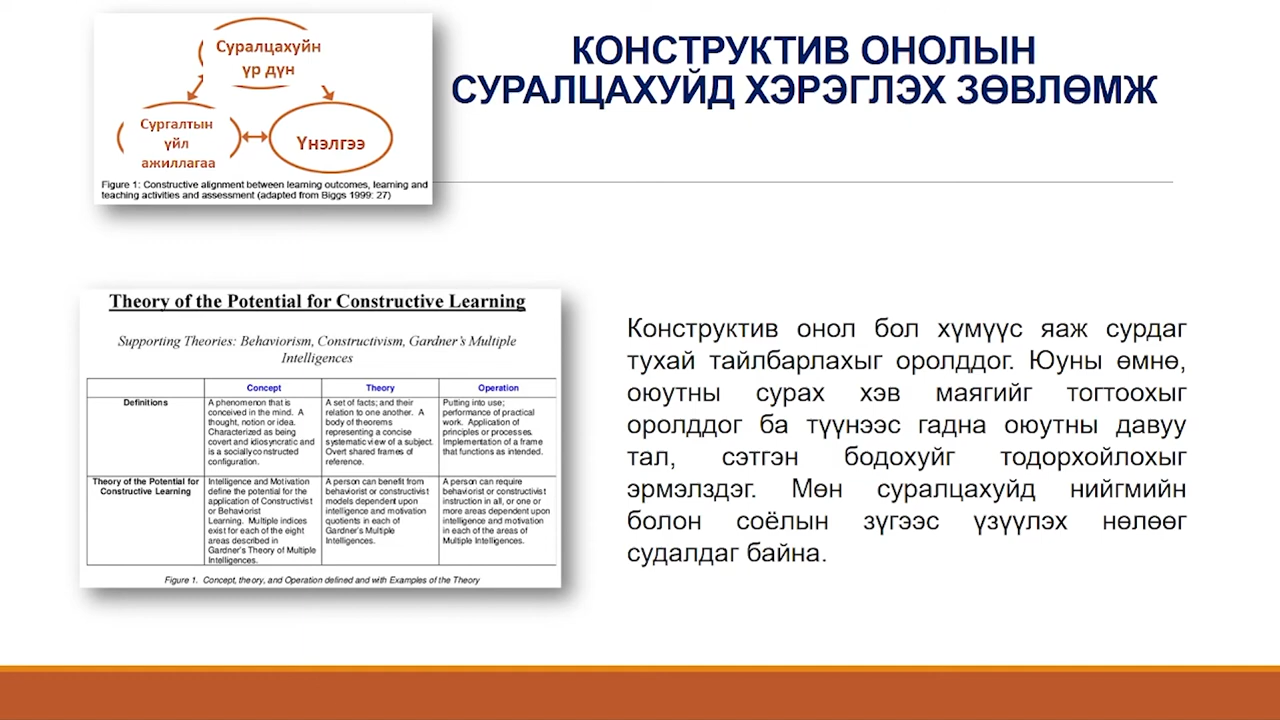 Суралцахуйн
үр дүн
Сургалтын
үйл
ажиллагаа
Үнэлгээ
Figure 1: Constructive alignment between learning outcomes, learning and
teaching activities and assessment (adapted from Biggs 1999: 27)
КОНСТРУКТИВ ОНОЛЫН
СУРАЛЦАХУЙД ХЭРЭГЛЭХ ЗӨВЛӨМЖ
Theory of the Potential for Constructive Learning
Supporting Theories: Behaviorism, Constructivism, Gardner's Multiple
Intelligences
Concept
Theory
Operation
Definitions
A phenomenon that is
conceived in the mind. A
thought, notion or idea.
Characterized as being
covert and idiosyncratic and
is a socially constructed
configuration.
A set of facts; and their
relation to one another. A
body of theorems
representing a concise
systematic view of a subject.
Overt shared frames of
reference.
Putting into use;
performance of practical
work. Application of
principles or processes.
Implementation of a frame
that functions as intended.
Theory of the Potential for
Constructive Learning
Intelligence and Motivation
define the potential for the
application of Constructivist
or Behaviorist
Learning. Multiple indices
exist for each of the eight
areas described in
Gardner's Theory of Multiple
Intelligences.
A person can benefit from
behaviorist or constructivist
models dependent upon
intelligence and motivation
quotients in each of
Gardner's Multiple
Intelligences.
A person can require
behaviorist or constructivist
instruction in all, or one or
more areas dependent upon
intelligence and motivation
in each of the areas of
Multiple Intelligences.
Figure 1. Concept, theory, and Operation defined and with Examples of the Theory
Конструктив онол бол хүмүүс яаж сурдаг
тухай тайлбарлахыг оролддог. Юуны өмнө,
оюутны сурах хэв маягийг тогтоохыг
оролддог ба түүнээс гадна оюутны давуу
тал, сэтгэн бодохуйг тодорхойлохыг
эрмэлздэг. Мөн суралцахуйд нийгмийн
болон соёлын зүгээс үзүүлэх нөлөөг
судалдаг байна.